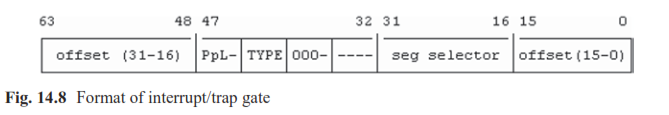 63 48 47 32 31 16 15 0
offset (31-16) PpL- TYPE 000- ---- seg selector offset(15-0)
Fig. 14.8 Format of interrupt/trap gate